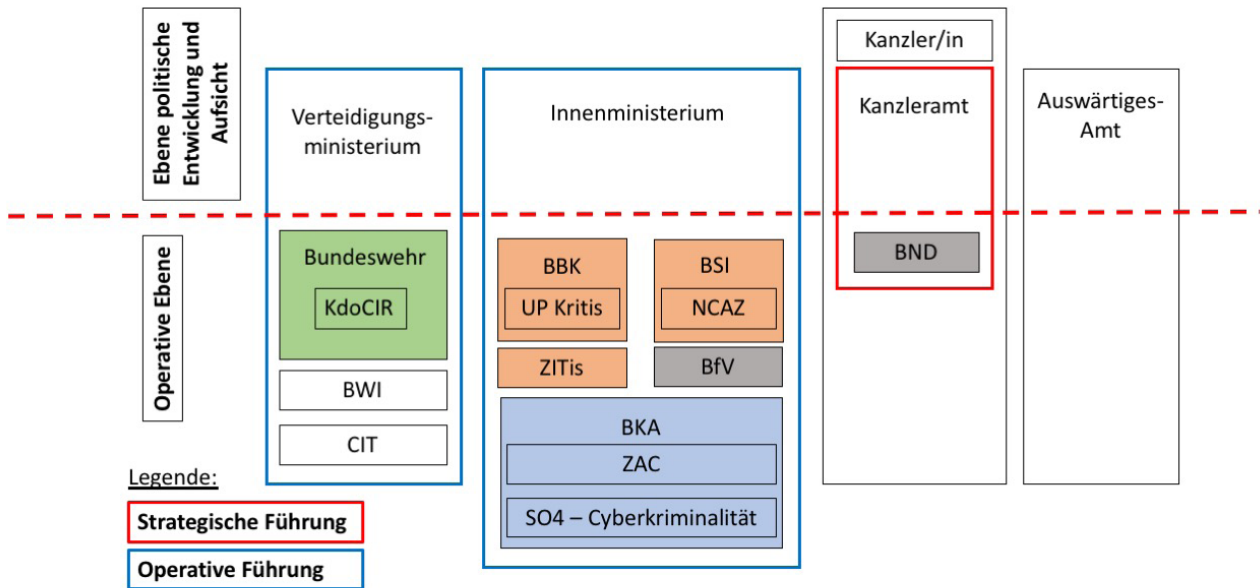 Ebene politische
Entwicklung und
Aufsicht
Verteidigungs-
ministerium
Innenministerium
Kanzler/in
Kanzleramt
Auswärtiges-
Amt
Operative Ebene
Bundeswehr
KdoCIR
BWI
CIT
BBK
UP Kritis
BSI
NCAZ
ZITis
BfV
BKA
ZAC
SO4 – Cyberkriminalität
BND
Legende:
Strategische Führung
Operative Führung